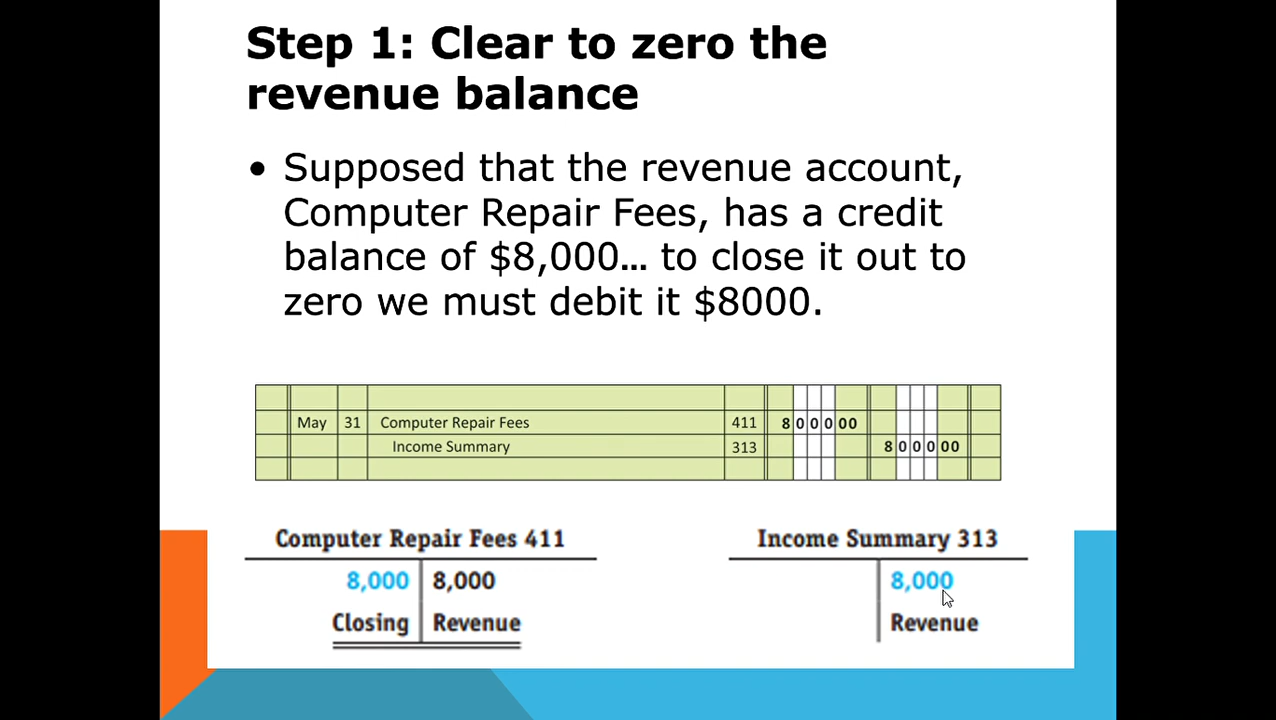 Step 1: Clear to zero the
revenue balance
• Supposed that the revenue account,
Computer Repair Fees, has a credit
balance of $8,000… to close it out to
zero we must debit it $8000.
May 31 Computer Repair Fees 411 8 0 0 0 00
Income Summary 313 8 0 0 0 00
Computer Repair Fees 411
8,000 8,000
Closing Revenue
Income Summary 313
8,000
Revenue